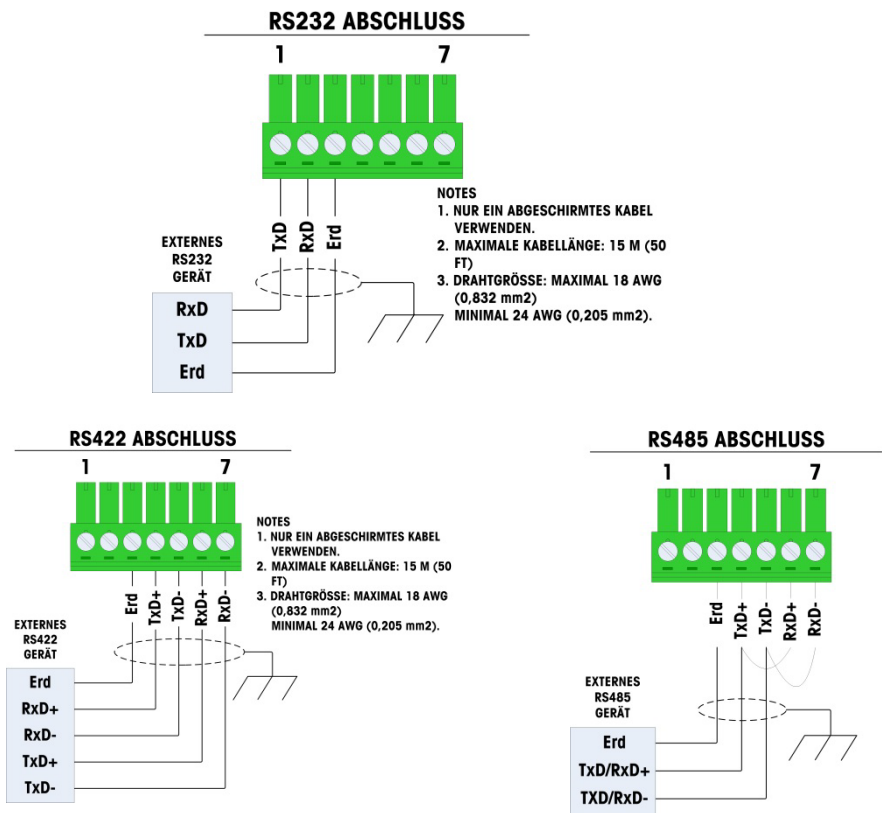 RS232 ABSCHLUSS
1 7
TxD
RxD
Erd
EXTERNES
RS232
GERÄT
RxD
TxD
Erd
NOTES
1. NUR EIN ABGESCHIRMTES KABEL
VERWENDEN.
2. MAXIMALE KABELLÄNGE: 15 M (50
FT)
3. DRAHTGRÖSSE: MAXIMAL 18 AWG
(0,832 mm2)
MINIMAL 24 AWG (0,205 mm2).
RS422 ABSCHLUSS
1 7
Erd
TxD+
TxD-
RxD+
RxD-
EXTERNES
RS422
GERÄT
Erd
RxD+
RxD-
TxD+
TxD-
NOTES
1. NUR EIN ABGESCHIRMTES KABEL
VERWENDEN.
2. MAXIMALE KABELLÄNGE: 15 M (50
FT)
3. DRAHTGRÖSSE: MAXIMAL 18 AWG
(0,832 mm2)
MINIMAL 24 AWG (0,205 mm2).
RS485 ABSCHLUSS
1 7
Erd
TxD+
TxD-
RxD+
RxD-
EXTERNES
RS485
GERÄT
Erd
TxD/RxD+
TXD/RxD-